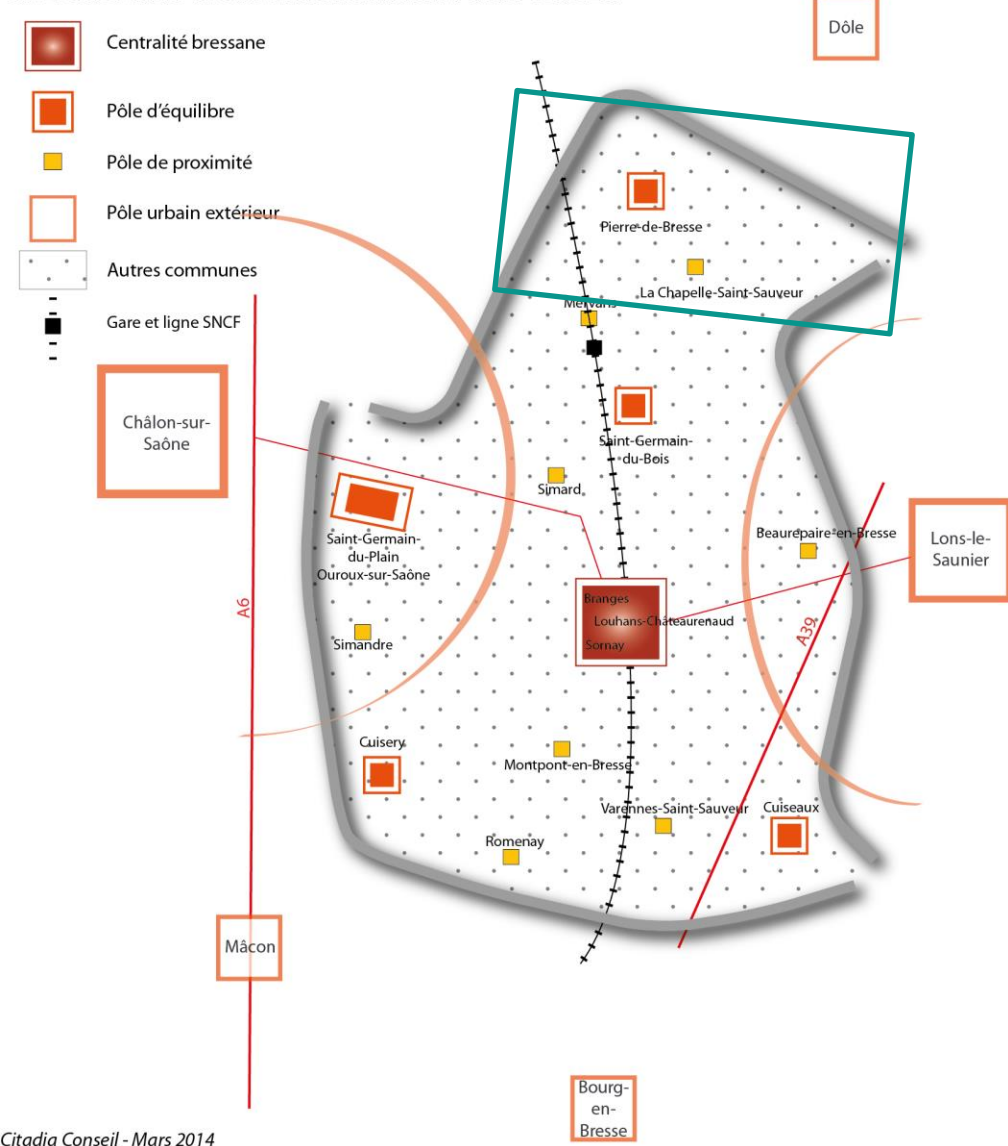 Centralité bressane
Pôle d'équilibre
Pôle de proximité
Pôle urbain extérieur
Autres communes
Gare et ligne SNCF
Dôle
Pierre-de-Bresse
La Chapelle-Saint-Sauveur
Mervans
Châlon-sur-
Saône
Saint-Germain-
du-Bois
Simard
Saint-Germain-
du-Plain
Ouroux-sur-Saône
Beaurepaire-en-Bresse
Lons-le-
Saunier
A6
Branges
Louhans-Châteaurenaud
Sornay
A39
Simandre
Cuisery
Montpont-en-Bresse
Varennes-Saint-Sauveur
Cuiseaux
Romenay
Mâcon
Bourg-
en-
Bresse
Citadia Conseil - Mars 2014